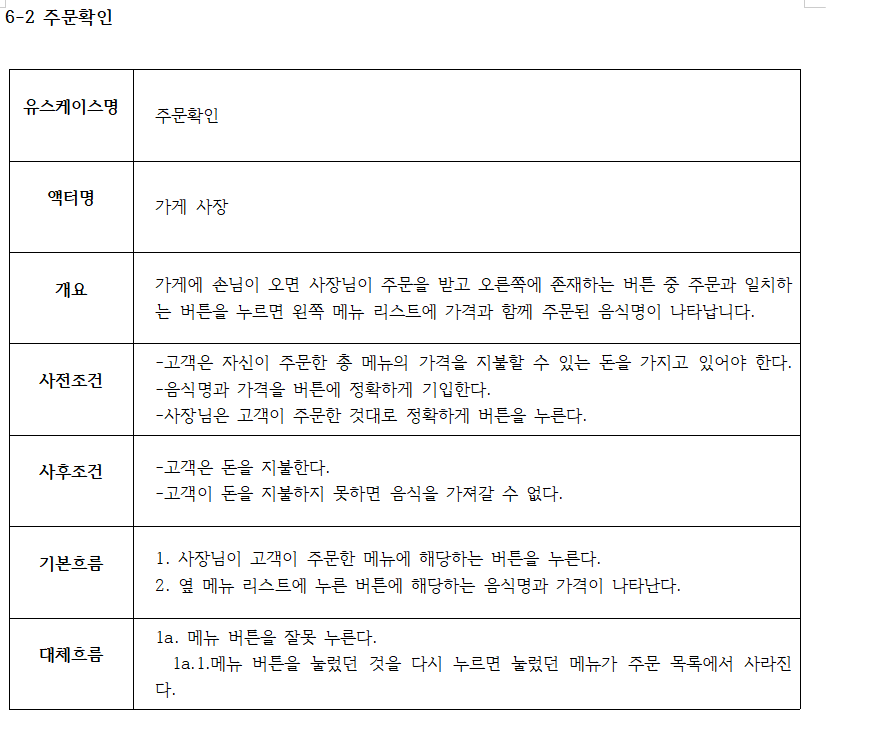 6-2 주문확인
유스케이스명
주문확인
액터명
가게 사장
개요
가게에 손님이 오면 사장님이 주문을 받고 오른쪽에 존재하는 버튼 중 주문과 일치하
는 버튼을 누르면 왼쪽 메뉴 리스트에 가격과 함께 주문된 음식명이 나타납니다.
사전조건
-고객은 자신이 주문한 총 메뉴의 가격을 지불할 수 있는 돈을 가지고 있어야 한다.
-음식명과 가격을 버튼에 정확하게 기입한다.
-사장님은 고객이 주문한 것대로 정확하게 버튼을 누른다.
사후조건
-고객은 돈을 지불한다.
-고객이 돈을 지불하지 못하면 음식을 가져갈 수 없다.
기본흐름
1. 사장님이 고객이 주문한 메뉴에 해당하는 버튼을 누른다.
2. 옆 메뉴 리스트에 누른 버튼에 해당하는 음식명과 가격이 나타난다.
대체흐름
1a. 메뉴 버튼을 잘못 누른다.
1a.1.메뉴 버튼을 눌렀던 것을 다시 누르면 눌렀던 메뉴가 주문 목록에서 사라진
다.